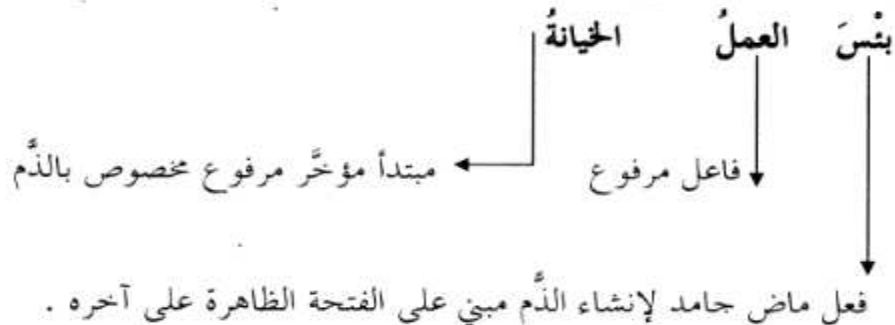 بئْسَ العملُ الخيانةُ
فاعل مرفوع مبتدأ مؤخَّر مرفوع مخصوص بالذَّم
فعل ماض جامد لإنشاء الذَّم مبني على الفتحة الظاهرة على آخره .